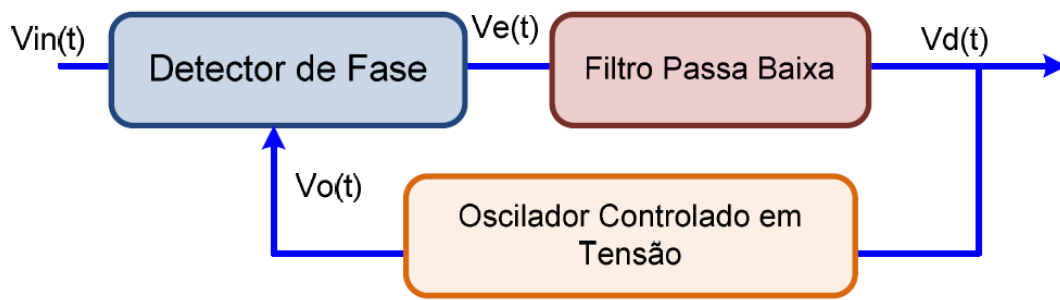 Vin(t)
Detector de Fase
Ve(t)
Filtro Passa Baixa
Vd(t)
Vo(t)
Oscilador Controlado em
Tensão